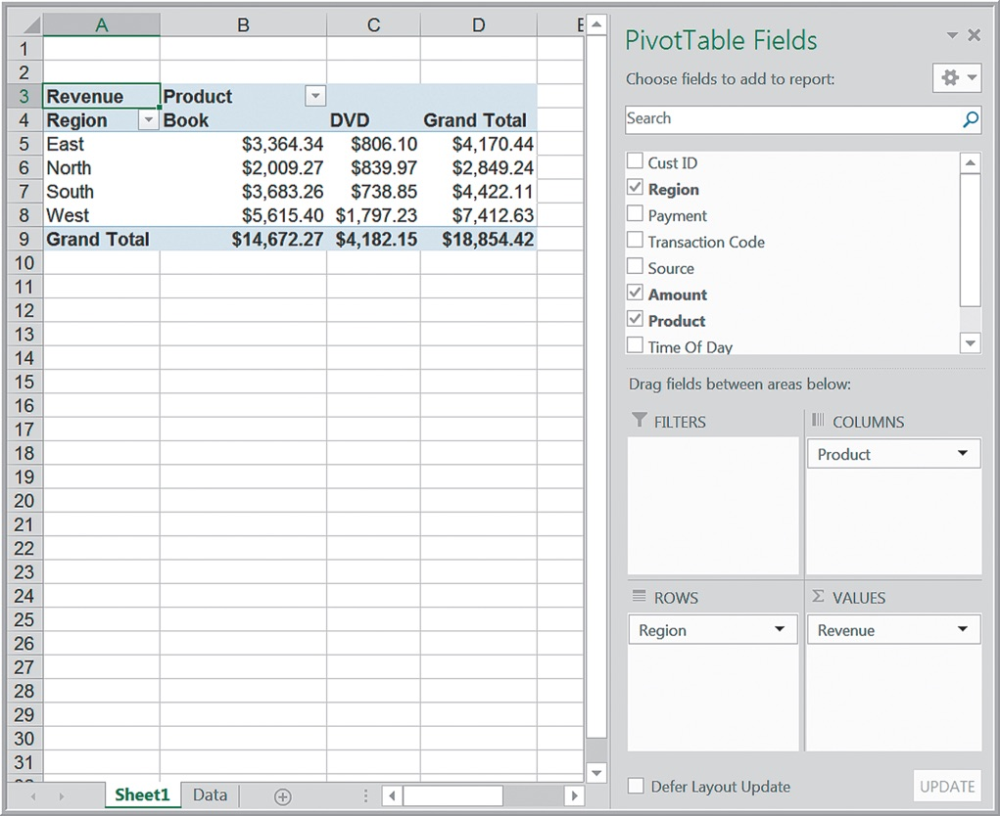 A B C D E
1
2
3 Revenue Product
4 Region Book DVD Grand Total
5 East $3,364.34 $806.10 $4,170.44
6 North $2,009.27 $839.97 $2,849.24
7 South $3,683.26 $738.85 $4,422.11
8 West $5,615.40 $1,797.23 $7,412.63
9 Grand Total $14,672.27 $4,182.15 $18,854.42
10
11
12
13
14
15
16
17
18
19
20
21
22
23
24
25
26
27
28
29
30
31
Sheet1 Data
PivotTable Fields
Choose fields to add to report:
Search
Cust ID
Region
Payment
Transaction Code
Source
Amount
Product
Time Of Day
Drag fields between areas below:
FILTERS COLUMNS
Product
ROWS Σ VALUES
Region Revenue
Defer Layout Update UPDATE